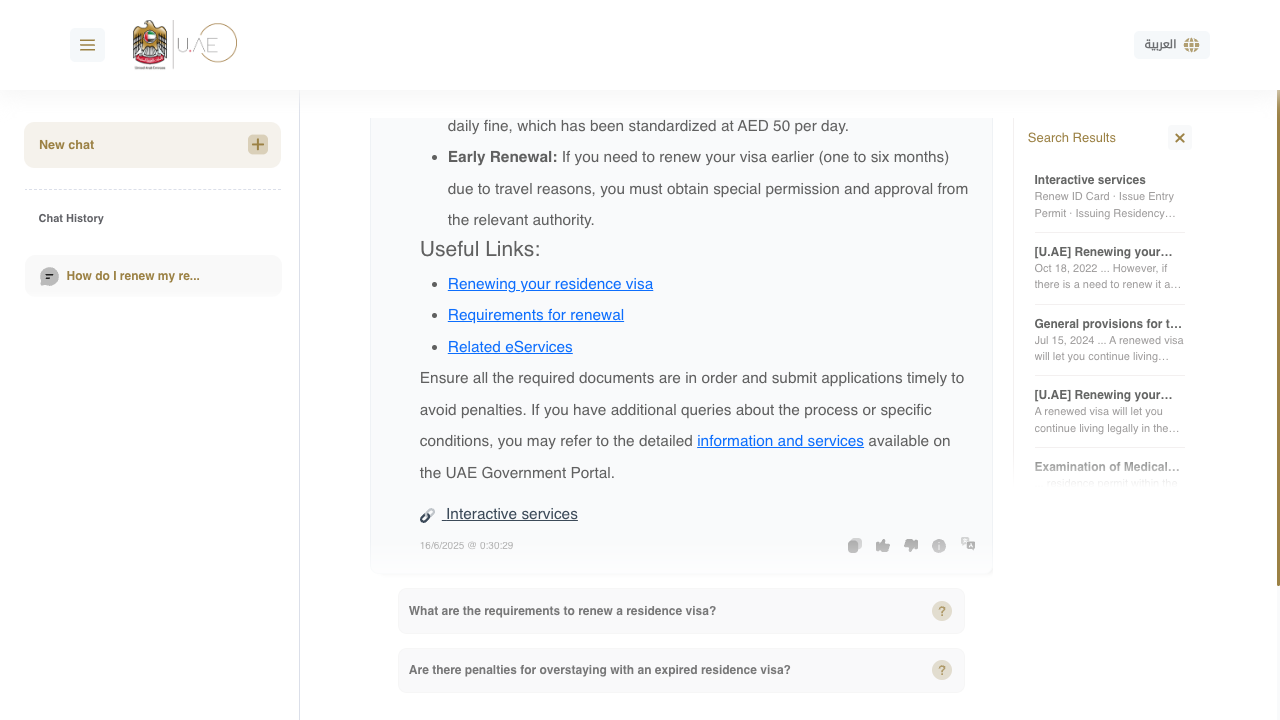 U.AE
العربية
New chat
Chat History
How do I renew my re...
daily fine, which has been standardized at AED 50 per day.
Early Renewal: If you need to renew your visa earlier (one to six months)
due to travel reasons, you must obtain special permission and approval from
the relevant authority.
Useful Links:
Renewing your residence visa
Requirements for renewal
Related eServices
Ensure all the required documents are in order and submit applications timely to
avoid penalties. If you have additional queries about the process or specific
conditions, you may refer to the detailed information and services available on
the UAE Government Portal.
Interactive services
16/6/2025 @ 0:30:29
What are the requirements to renew a residence visa?
?
Are there penalties for overstaying with an expired residence visa?
?
Search Results
Interactive services
Renew ID Card · Issue Entry
Permit · Issuing Residency...
[U.AE] Renewing your...
Oct 18, 2022 ... However, if
there is a need to renew it a...
General provisions for t...
Jul 15, 2024 ... A renewed visa
will let you continue living...
[U.AE] Renewing your...
A renewed visa will let you
continue living legally in the...
Examination of Medical...
... residence permit within the